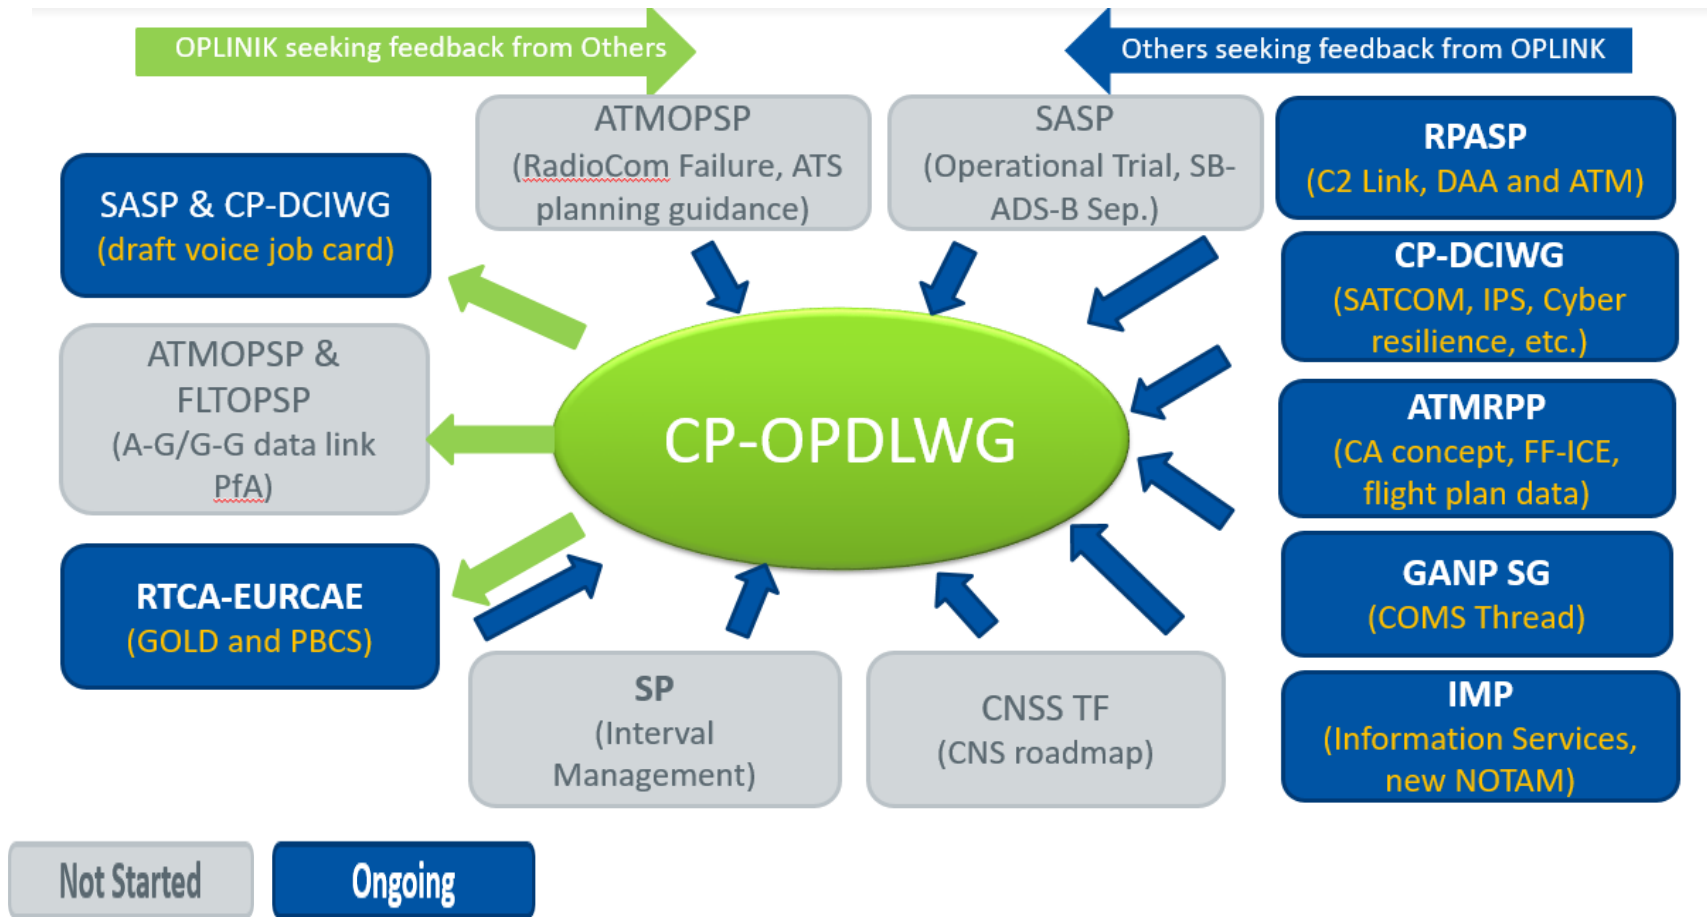 OPLINIK seeking feedback from Others
Others seeking feedback from OPLINK
ATMOPSP
(RadioCom Failure, ATS
planning guidance)
SASP
(Operational Trial, SB-
ADS-B Sep.)
RPASP
(C2 Link, DAA and ATM)
SASP & CP-DCIWG
(draft voice job card)
CP-DCIWG
(SATCOM, IPS, Cyber
resilience, etc.)
ATMOPSP &
FLTOPSP
(A-G/G-G data link
PfA)
CP-OPDLWG
ATMRPP
(CA concept, FF-ICE,
flight plan data)
RTCA-EURCAE
(GOLD and PBCS)
GANP SG
(COMS Thread)
SP
(Interval
Management)
CNSS TF
(CNS roadmap)
IMP
(Information Services,
new NOTAM)
Not Started
Ongoing